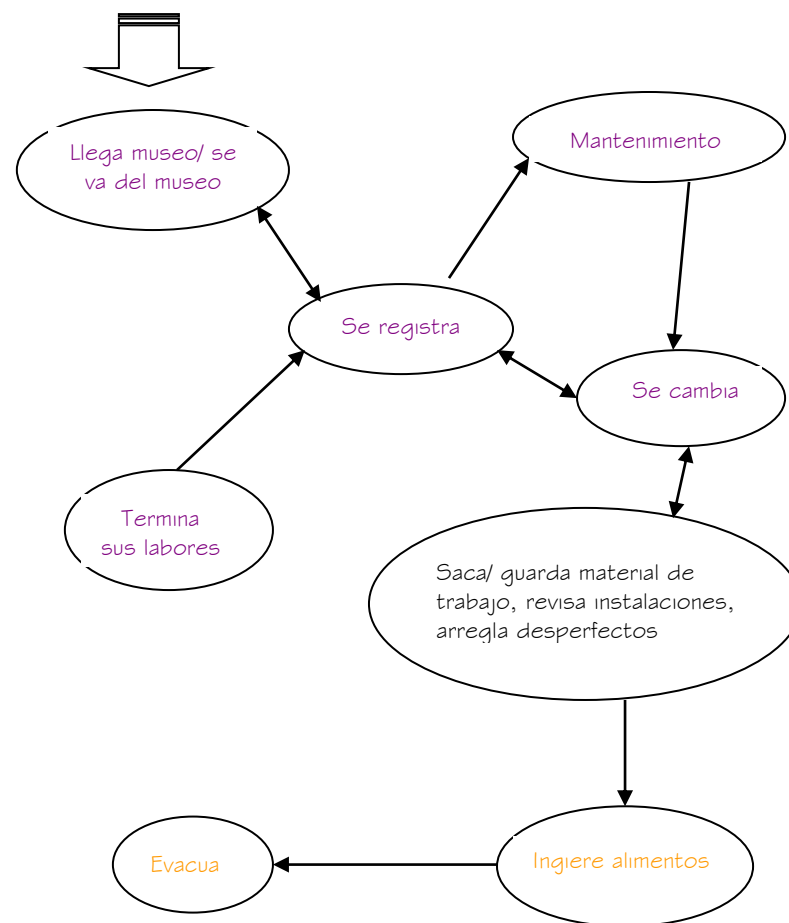 Llega museo/ se
va del museo
Mantenimiento
Se registra
Se cambia
Termina
sus labores
Saca/ guarda material de
trabajo, revisa instalaciones,
arregla desperfectos
Evacua
Ingiere alimentos